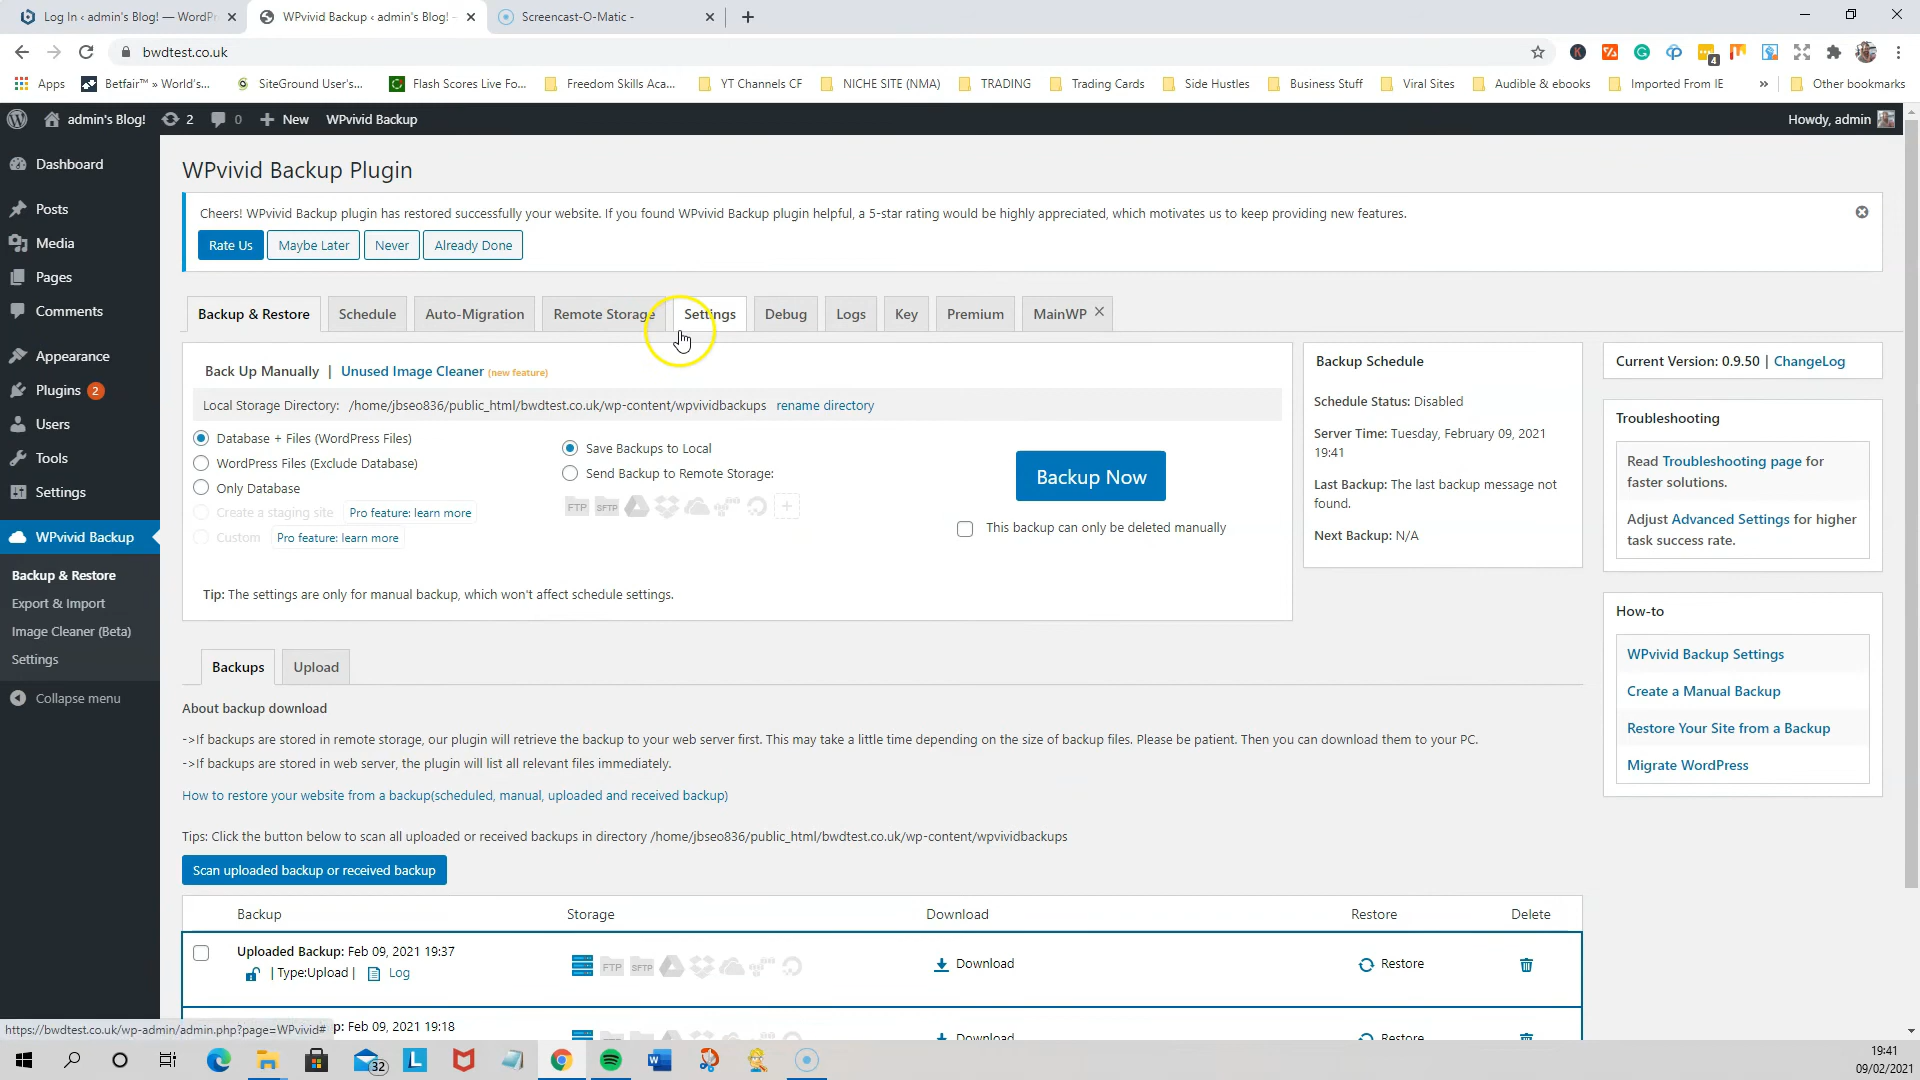 Log In ‹ admin's Blog! — WordPr
WPvivid Backup ‹ admin's Blog! –
Screencast-O-Matic -
bwdtest.co.uk
4
Apps
Betfair™ » World's...
SiteGround User's...
Flash Scores Live Fo...
Freedom Skills Aca...
YT Channels CF
NICHE SITE (NMA)
TRADING
Trading Cards
Side Hustles
Business Stuff
Viral Sites
Audible & ebooks
Imported From IE
»
Other bookmarks
admin's Blog!
2
0
New
WPvivid Backup
Howdy, admin
Dashboard
Posts
Media
Pages
Comments
Appearance
Plugins 2
Users
Tools
Settings
WPvivid Backup
Backup & Restore
Export & Import
Image Cleaner (Beta)
Settings
Collapse menu
WPvivid Backup Plugin
Cheers! WPvivid Backup plugin has restored successfully your website. If you found WPvivid Backup plugin helpful, a 5-star rating would be highly appreciated, which motivates us to keep providing new features.
Rate Us
Maybe Later
Never
Already Done
Backup & Restore
Schedule
Auto-Migration
Remote Storage
Settings
Debug
Logs
Key
Premium
MainWP
Back Up Manually | Unused Image Cleaner (new feature)
Local Storage Directory: /home/jbseo836/public_html/bwdtest.co.uk/wp-content/wpvividbackups rename directory
Database + Files (WordPress Files)
WordPress Files (Exclude Database)
Only Database
Create a staging site Pro feature: learn more
Custom Pro feature: learn more
Save Backups to Local
Send Backup to Remote Storage:
FTP SFTP
Backup Now
This backup can only be deleted manually
Tip: The settings are only for manual backup, which won't affect schedule settings.
Backup Schedule
Schedule Status: Disabled
Server Time: Tuesday, February 09, 2021
19:41
Last Backup: The last backup message not
found.
Next Backup: N/A
Current Version: 0.9.50 | ChangeLog
Troubleshooting
Read Troubleshooting page for
faster solutions.
Adjust Advanced Settings for higher
task success rate.
How-to
WPvivid Backup Settings
Create a Manual Backup
Restore Your Site from a Backup
Migrate WordPress
Backups
Upload
About backup download
->If backups are stored in remote storage, our plugin will retrieve the backup to your web server first. This may take a little time depending on the size of backup files. Please be patient. Then you can download them to your PC.
->If backups are stored in web server, the plugin will list all relevant files immediately.
How to restore your website from a backup(scheduled, manual, uploaded and received backup)
Tips: Click the button below to scan all uploaded or received backups in directory /home/jbseo836/public_html/bwdtest.co.uk/wp-content/wpvividbackups
Scan uploaded backup or received backup
Backup
Storage
Download
Restore
Delete
Uploaded Backup: Feb 09, 2021 19:37
| Type:Upload | Log
FTP SFTP
Download
Restore
p: Feb 09, 2021 19:18
Download
Restore
https://bwdtest.co.uk/wp-admin/admin.php?page=WPvivid#
32
19:41
09/02/2021